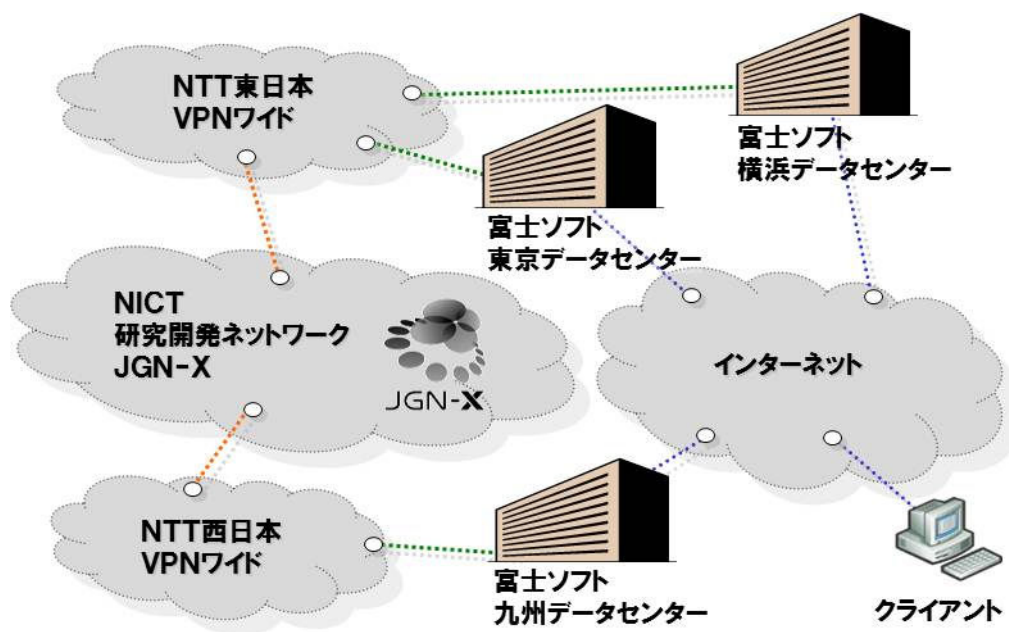 NTT東日本
VPNワイド
富士ソフト
横浜データセンター
富士ソフト
東京データセンター
NICT
研究開発ネットワーク
JGN-X
JGN-X
インターネット
NTT西日本
VPNワイド
富士ソフト
九州データセンター
クライアント